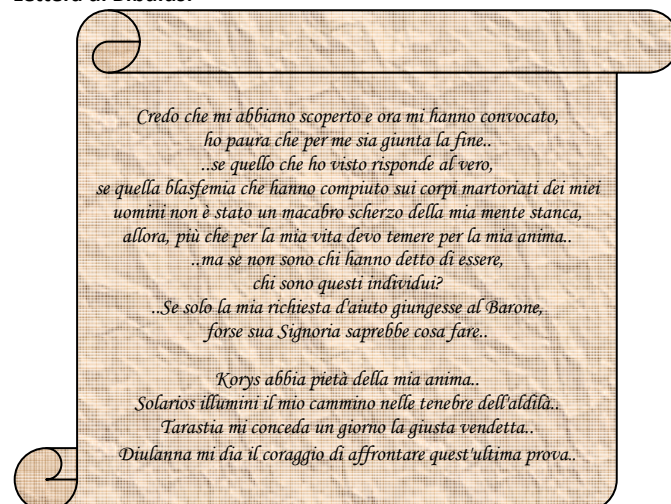 Credo che mi abbiano scoperto e ora mi hanno convocato,
ho paura che per me sia giunta la fine..
..se quello che ho visto risponde al vero,
se quella blasfemia che hanno compiuto sui corpi martoriati dei miei
uomini non è stato un macabro scherzo della mia mente stanca,
allora, più che per la mia vita devo temere per la mia anima..
..ma se non sono chi hanno detto di essere,
chi sono questi individui?
..Se solo la mia richiesta d'aiuto giungesse al Barone,
forse sua Signoria saprebbe cosa fare..
Korys abbia pietà della mia anima..
Solarios illumini il mio cammino nelle tenebre dell'aldilà..
Tarastia mi conceda un giorno la giusta vendetta..
Diulanna mi dia il coraggio di affrontare quest'ultima prova..